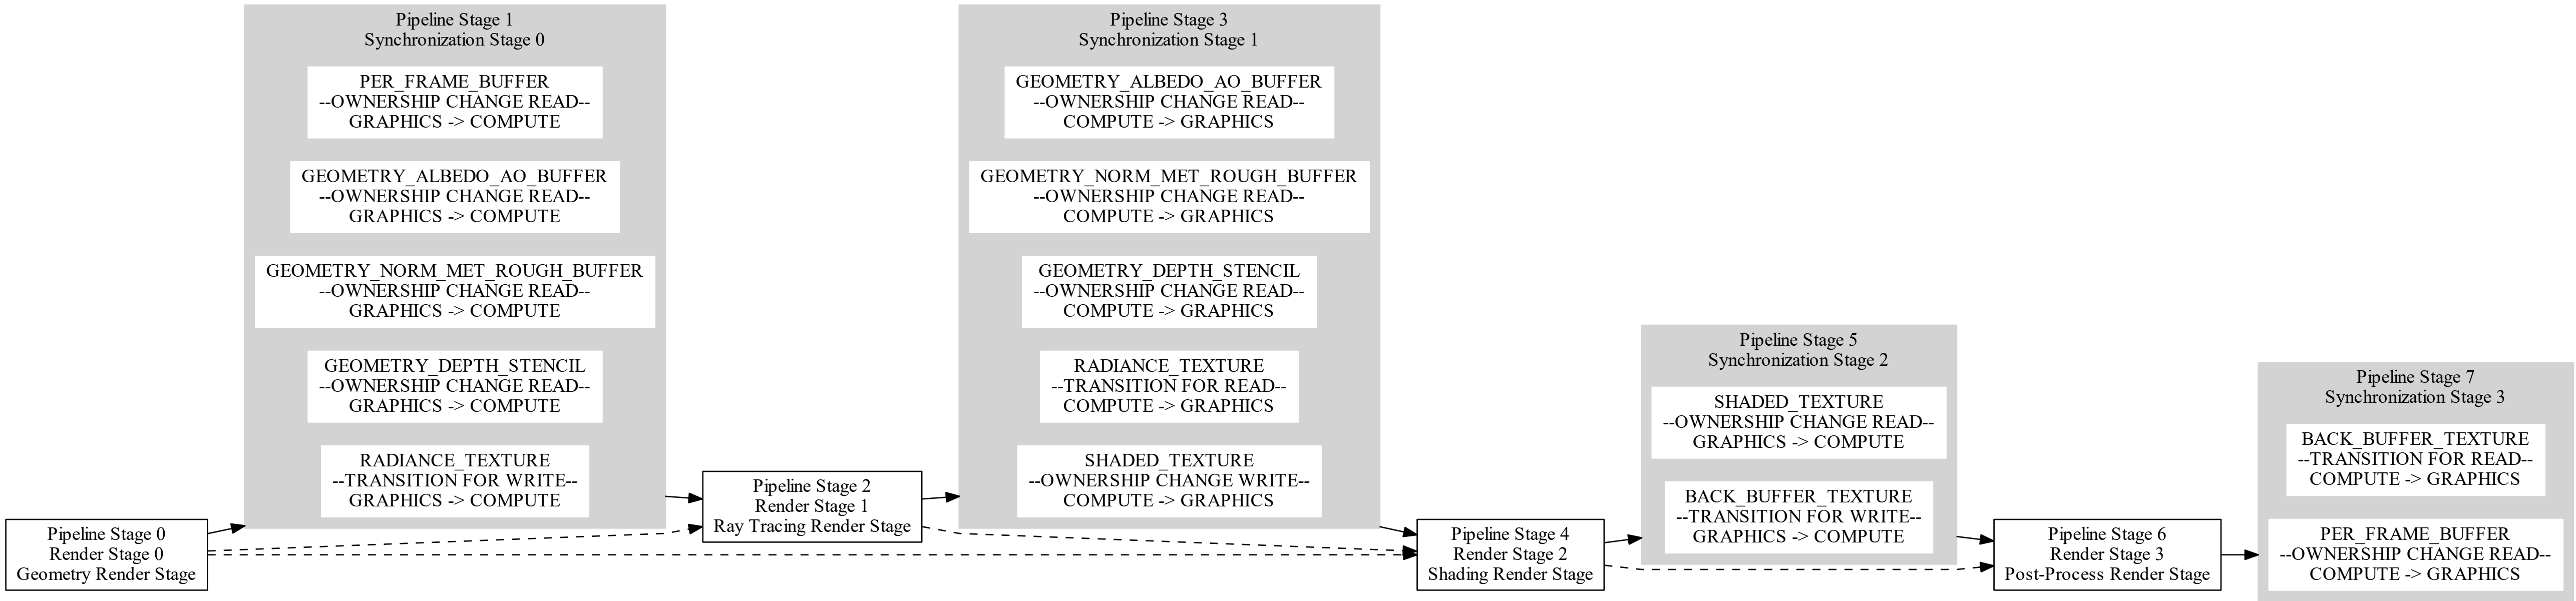 Pipeline Stage 0
Render Stage 0
Geometry Render Stage
Pipeline Stage 1
Synchronization Stage 0
PER_FRAME_BUFFER
--OWNERSHIP CHANGE READ--
GRAPHICS -> COMPUTE
GEOMETRY_ALBEDO_AO_BUFFER
--OWNERSHIP CHANGE READ--
GRAPHICS -> COMPUTE
GEOMETRY_NORM_MET_ROUGH_BUFFER
--OWNERSHIP CHANGE READ--
GRAPHICS -> COMPUTE
GEOMETRY_DEPTH_STENCIL
--OWNERSHIP CHANGE READ--
GRAPHICS -> COMPUTE
RADIANCE_TEXTURE
--TRANSITION FOR WRITE--
GRAPHICS -> COMPUTE
Pipeline Stage 2
Render Stage 1
Ray Tracing Render Stage
Pipeline Stage 3
Synchronization Stage 1
GEOMETRY_ALBEDO_AO_BUFFER
--OWNERSHIP CHANGE READ--
COMPUTE -> GRAPHICS
GEOMETRY_NORM_MET_ROUGH_BUFFER
--OWNERSHIP CHANGE READ--
COMPUTE -> GRAPHICS
GEOMETRY_DEPTH_STENCIL
--OWNERSHIP CHANGE READ--
COMPUTE -> GRAPHICS
RADIANCE_TEXTURE
--TRANSITION FOR READ--
COMPUTE -> GRAPHICS
SHADED_TEXTURE
--OWNERSHIP CHANGE WRITE--
COMPUTE -> GRAPHICS
Pipeline Stage 4
Render Stage 2
Shading Render Stage
Pipeline Stage 5
Synchronization Stage 2
SHADED_TEXTURE
--OWNERSHIP CHANGE READ--
GRAPHICS -> COMPUTE
BACK_BUFFER_TEXTURE
--TRANSITION FOR WRITE--
GRAPHICS -> COMPUTE
Pipeline Stage 6
Render Stage 3
Post-Process Render Stage
Pipeline Stage 7
Synchronization Stage 3
BACK_BUFFER_TEXTURE
--TRANSITION FOR READ--
COMPUTE -> GRAPHICS
PER_FRAME_BUFFER
--OWNERSHIP CHANGE READ--
COMPUTE -> GRAPHICS